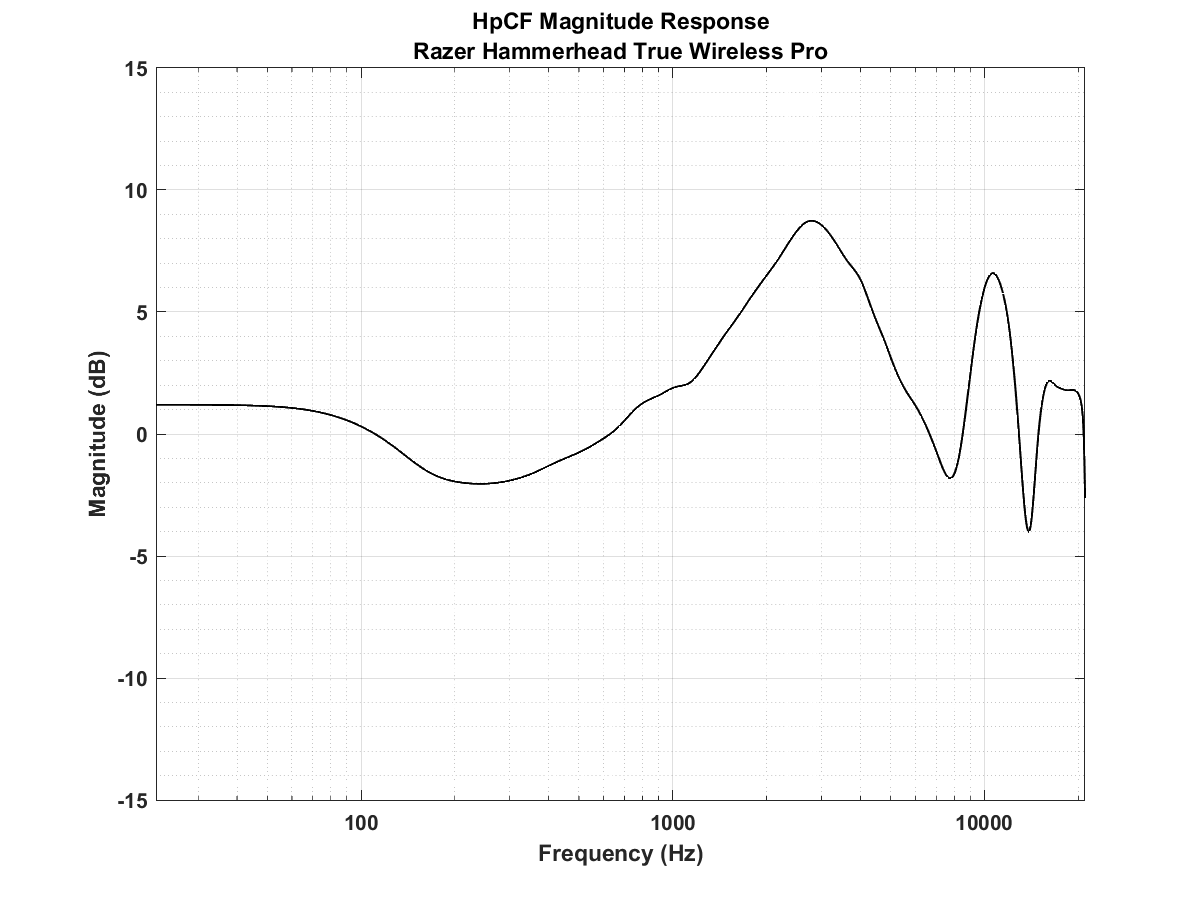 HpCF Magnitude Response
Razer Hammerhead True Wireless Pro
15
10
5
0
-5
-10
-15
Magnitude (dB)
100
1000
10000
Frequency (Hz)